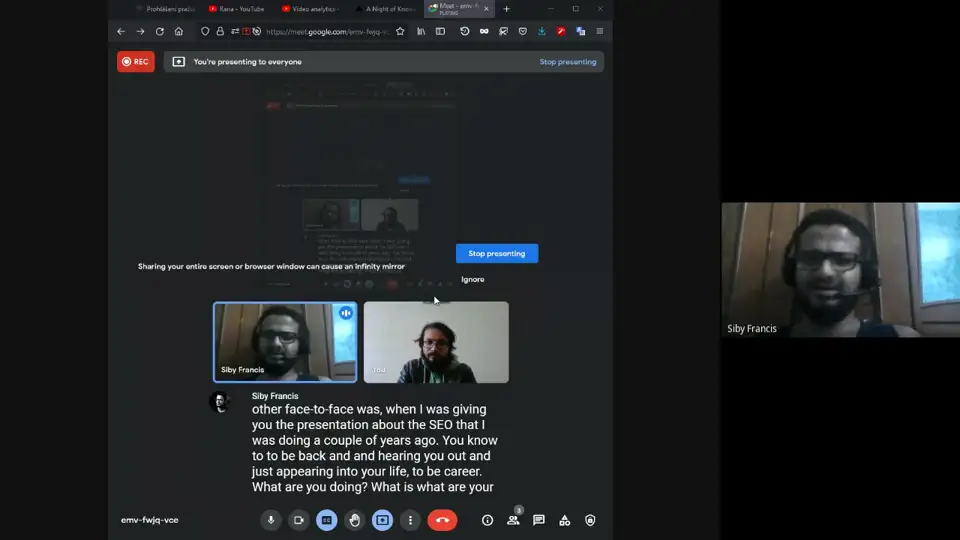 Prohlášení pražs
Kana - YouTube
Video analytics -
A Night of Know
Meet - emv-f
PLAYING
https://meet.google.com/emv-fwjq-vc
REC
You're presenting to everyone
Stop presenting
Stop presenting
Sharing your entire screen or browser window can cause an infinity mirror
Ignore
Siby Francis
You
Siby Francis
Siby Francis
other face-to-face was, when I was giving
you the presentation about the SEO that I
was doing a couple of years ago. You know
to to be back and and hearing you out and
just appearing into your life, to be career.
What are you doing? What is what are your
emv-fwjq-vce
3